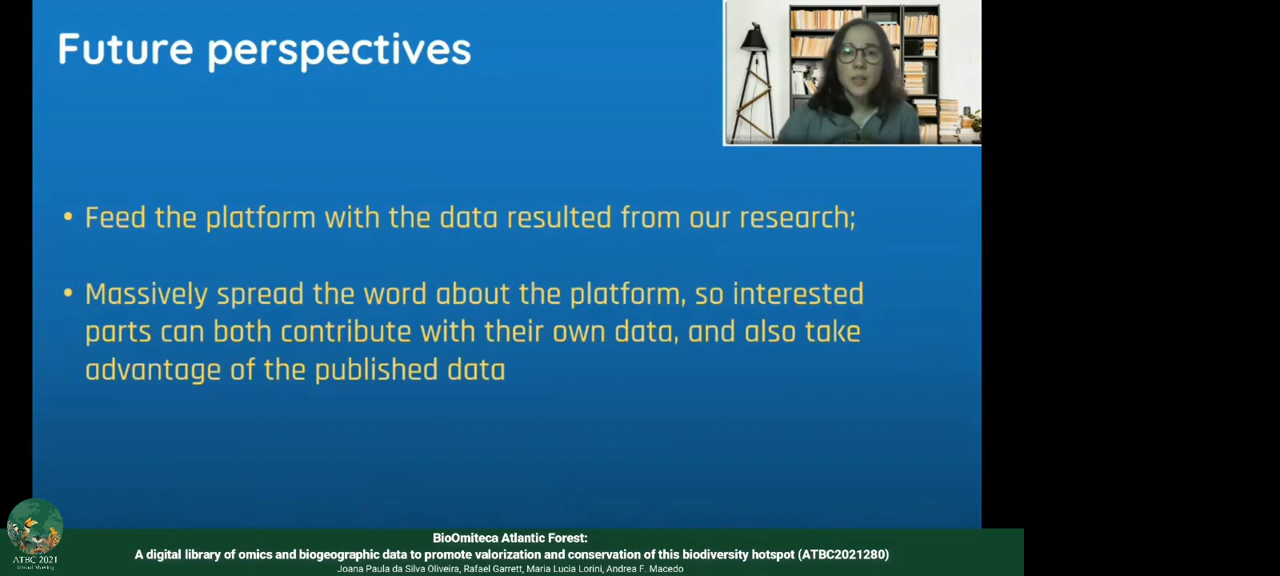 Future perspectives
• Feed the platform with the data resulted from our research;
• Massively spread the word about the platform, so interested
parts can both contribute with their own data, and also take
advantage of the published data
ATBC 2021
Virtual Meeting
BioOmiteca Atlantic Forest:
A digital library of omics and biogeographic data to promote valorization and conservation of this biodiversity hotspot (ATBC2021280)
Joana Paula da Silva Oliveira, Rafael Garrett, Maria Lucia Lorini, Andrea F. Macedo